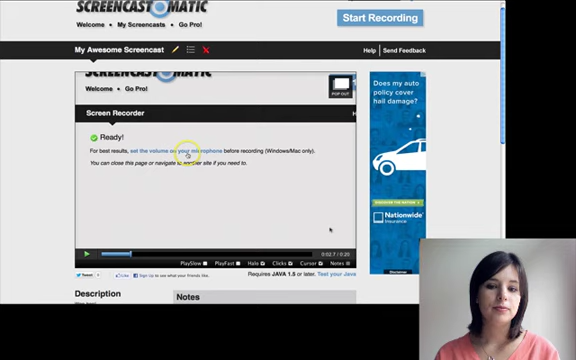 SCREENCAST-O-MATIC
Welcome • My Screencasts • Go Pro!
Start Recording
My Awesome Screencast
Help | Send Feedback
SCREENCAST-O-MATIC
Welcome • Go Pro!
POP OUT
Screen Recorder
H
Ready!
For best results, set the volume on your microphone before recording (Windows/Mac only).
You can close this page or navigate to another site if you need to.
0:02.7 / 0:20
PlaySlow PlayFast Halo Clicks Cursor Notes
Tweet
Like
Sign Up to see what your friends like.
Requires JAVA 1.5 or later. Test your Java
Description
Notes
Does my auto policy cover hail damage?
Nationwide
Insurance
Disclaimer